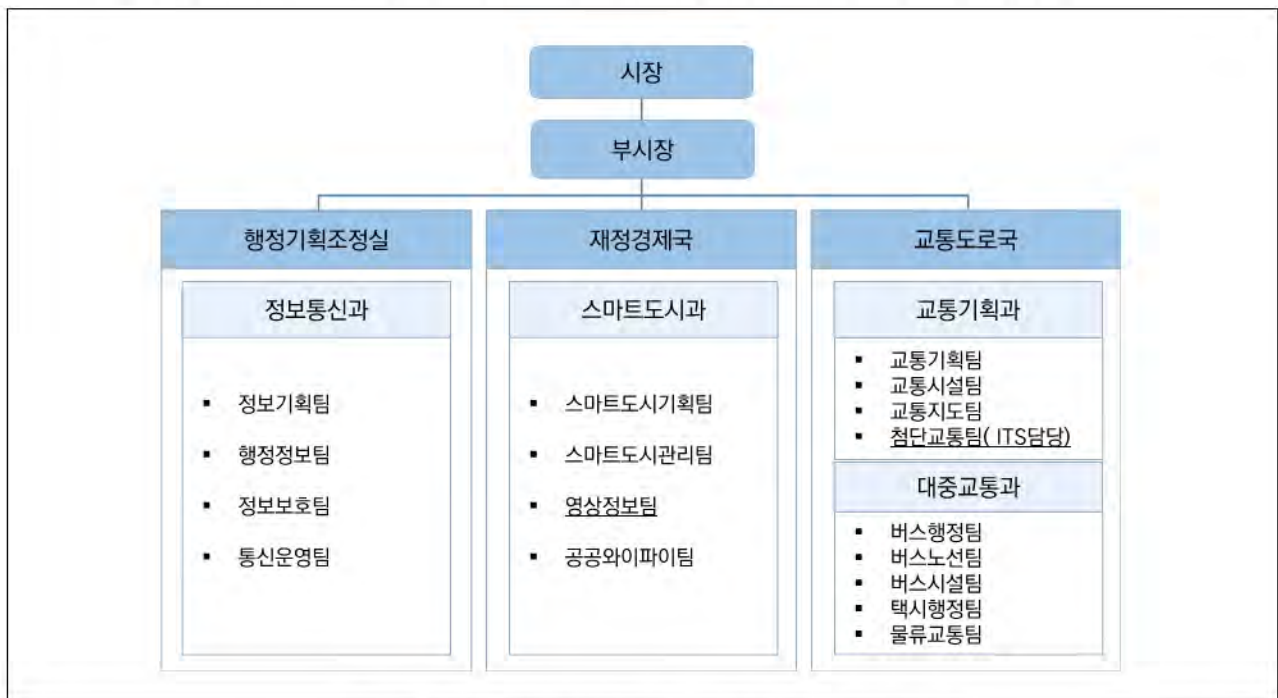 시장
부시장
행정기획조정실
정보통신과
▪ 정보기획팀
▪ 행정정보팀
▪ 정보보호팀
▪ 통신운영팀
재정경제국
스마트도시과
▪ 스마트도시기획팀
▪ 스마트도시관리팀
▪ 영상정보팀
▪ 공공와이파이팀
교통도로국
교통기획과
▪ 교통기획팀
▪ 교통시설팀
▪ 교통지도팀
▪ 첨단교통팀( ITS담당)
대중교통과
▪ 버스행정팀
▪ 버스노선팀
▪ 버스시설팀
▪ 택시행정팀
▪ 물류교통팀